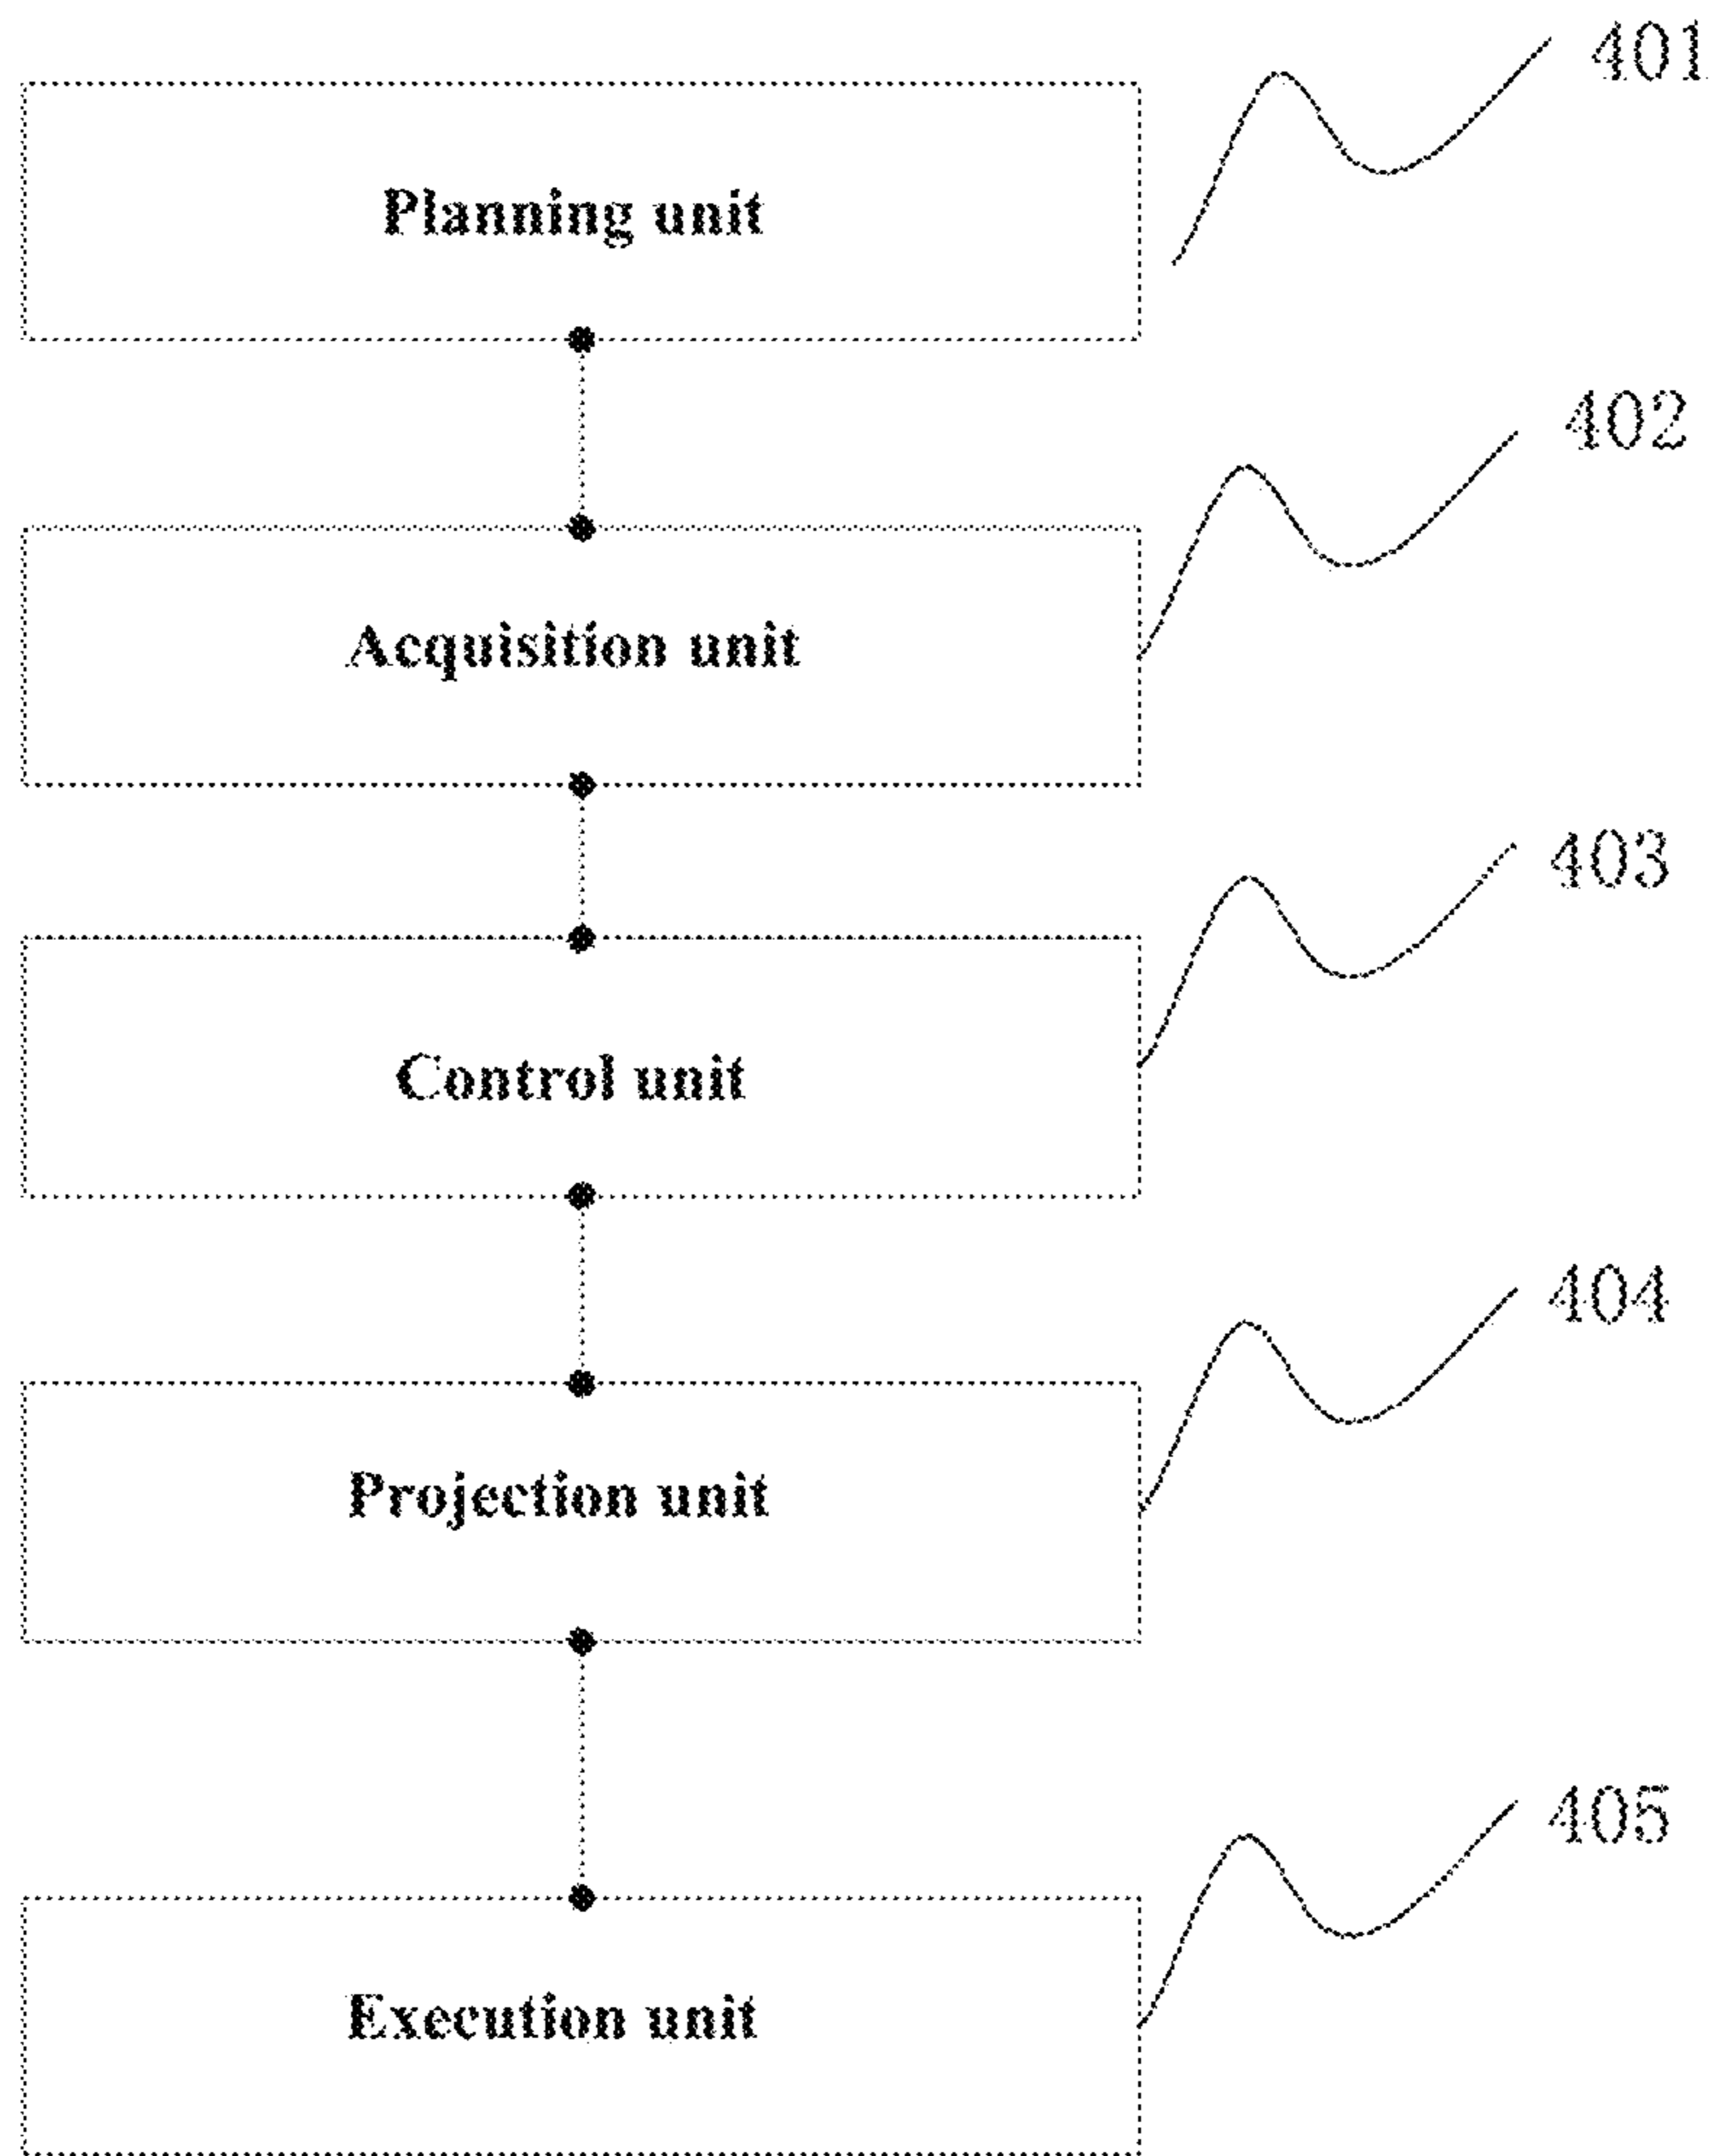 401
Planning unit
402
Acquisition unit
403
Control unit
404
Projection unit
405
Execution unit